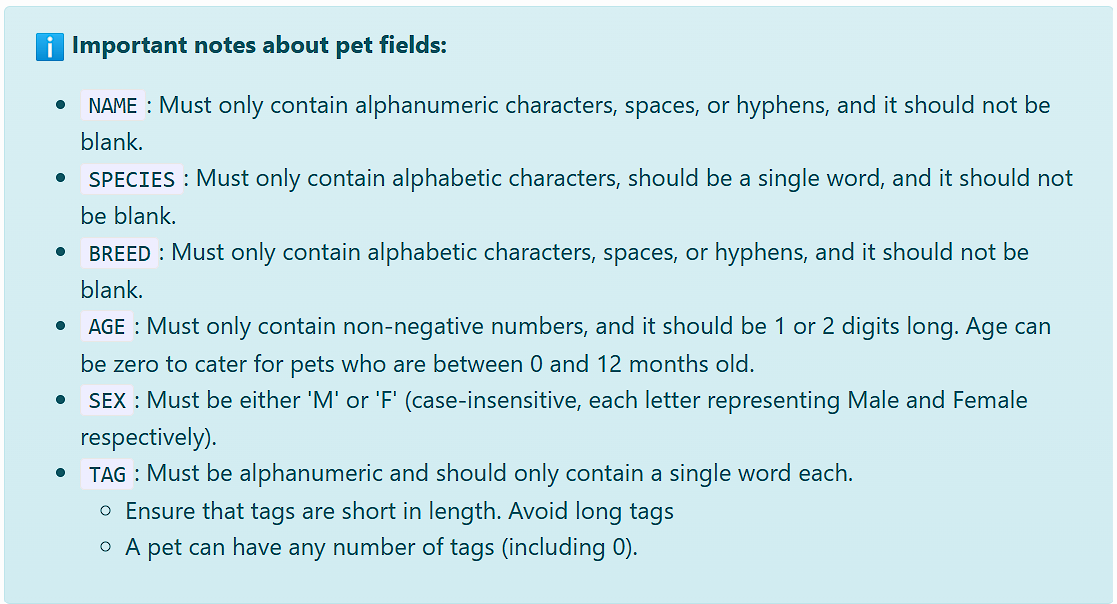 Important notes about pet fields:
NAME : Must only contain alphanumeric characters, spaces, or hyphens, and it should not be
blank.
SPECIES : Must only contain alphabetic characters, should be a single word, and it should not
be blank.
BREED : Must only contain alphabetic characters, spaces, or hyphens, and it should not be
blank.
AGE : Must only contain non-negative numbers, and it should be 1 or 2 digits long. Age can
be zero to cater for pets who are between 0 and 12 months old.
SEX : Must be either 'M' or 'F' (case-insensitive, each letter representing Male and Female
respectively).
TAG : Must be alphanumeric and should only contain a single word each.
Ensure that tags are short in length. Avoid long tags
A pet can have any number of tags (including 0).